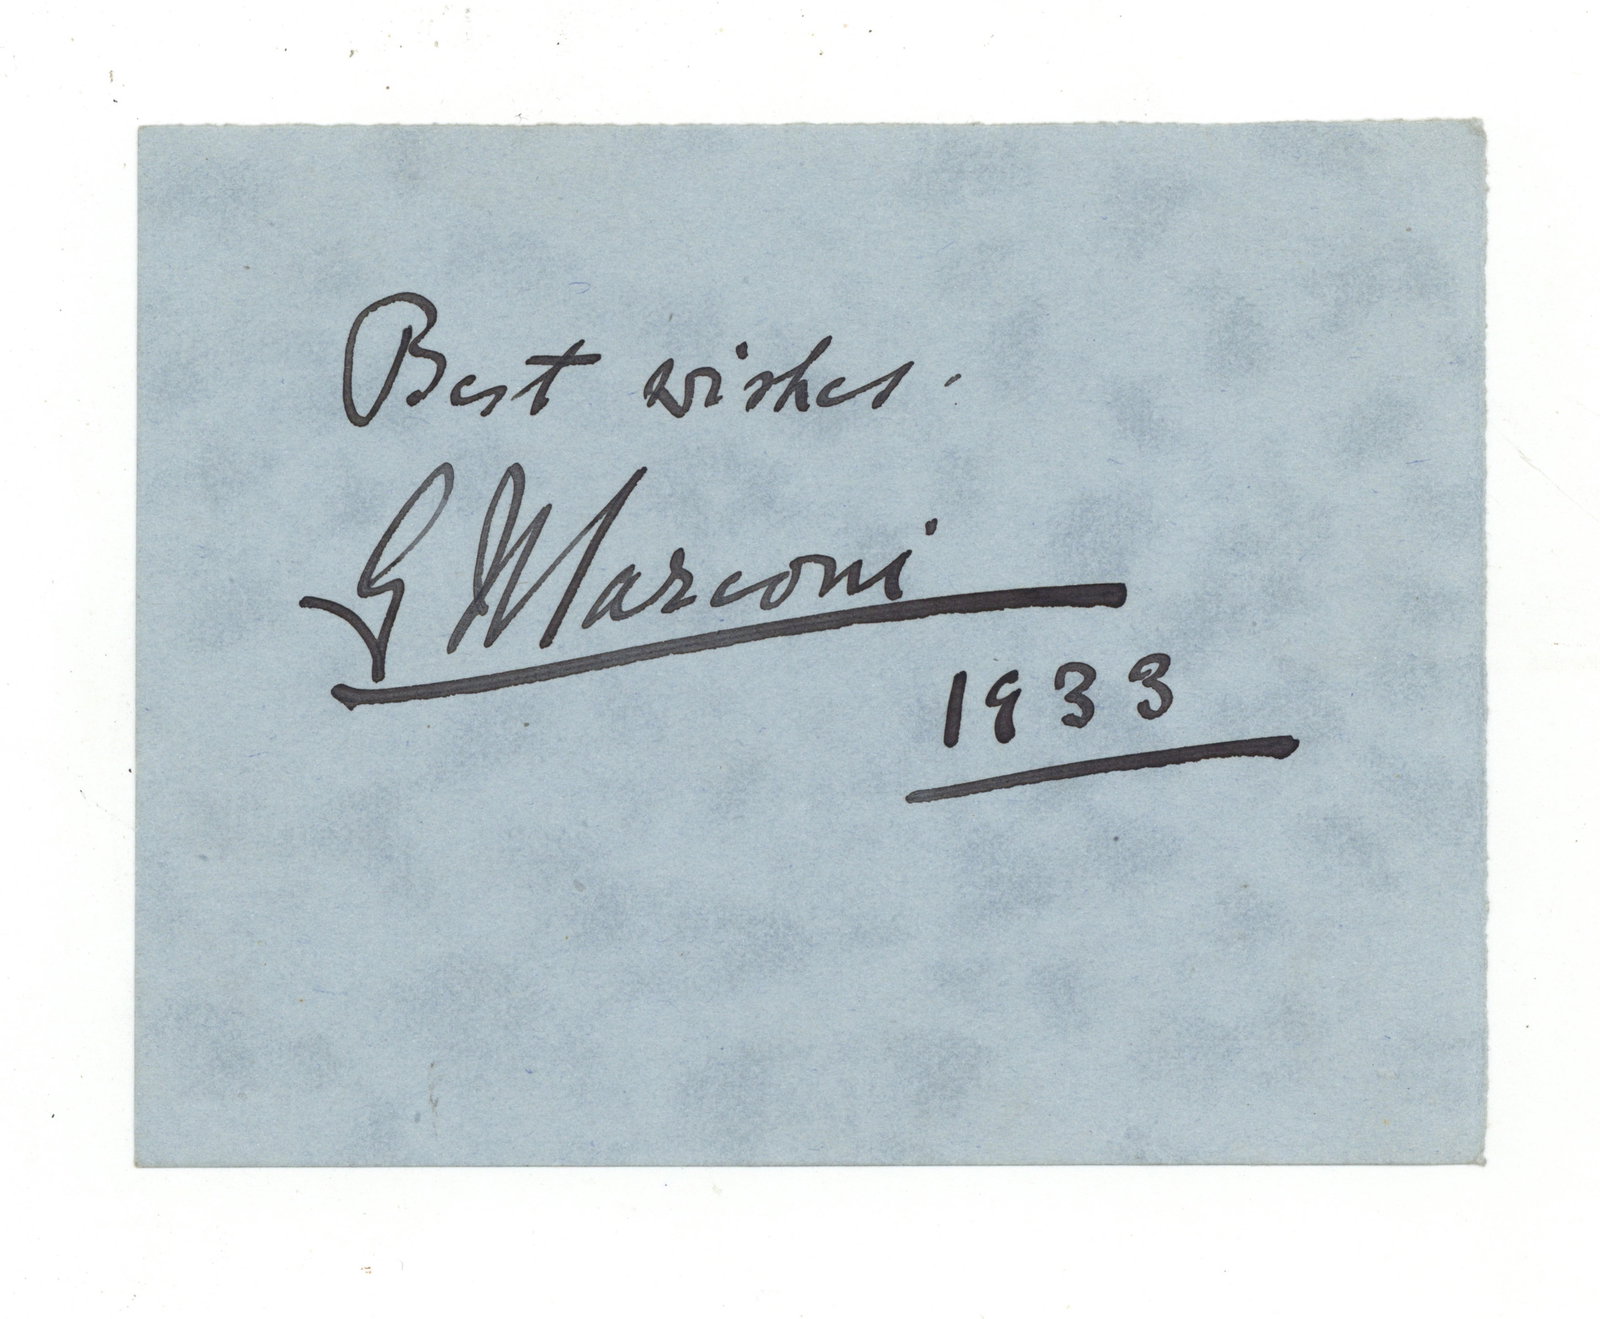 Best wishes.
G Marconi
1933